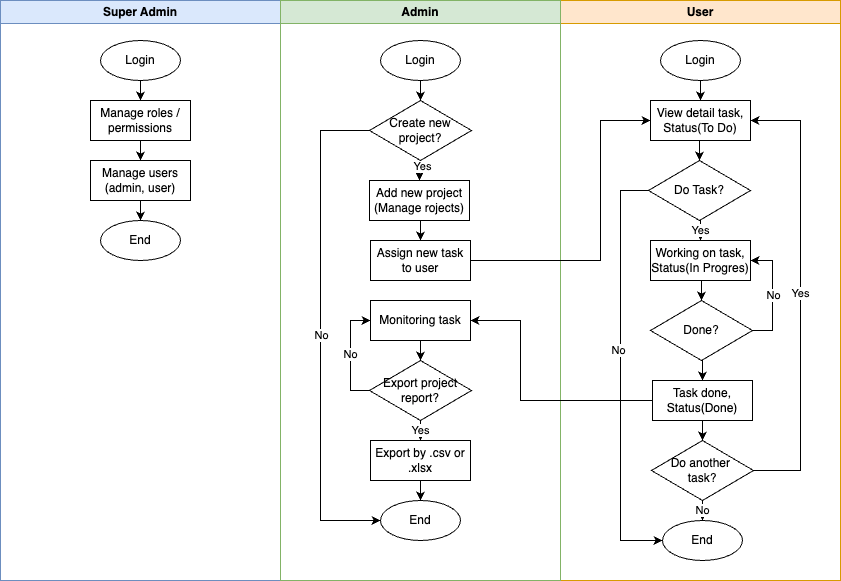 Super Admin
Login
Manage roles /
permissions
Manage users
(admin, user)
End
Admin
Login
Create new
project?
Yes
No
Add new project
(Manage rojects)
Assign new task
to user
Monitoring task
No
Export project
report?
Yes
Export by .csv or
.xlsx
End
User
Login
View detail task,
Status(To Do)
Do Task?
Yes
No
Working on task,
Status(In Progres)
Done?
No
Task done,
Status(Done)
Do another
task?
Yes
No
End